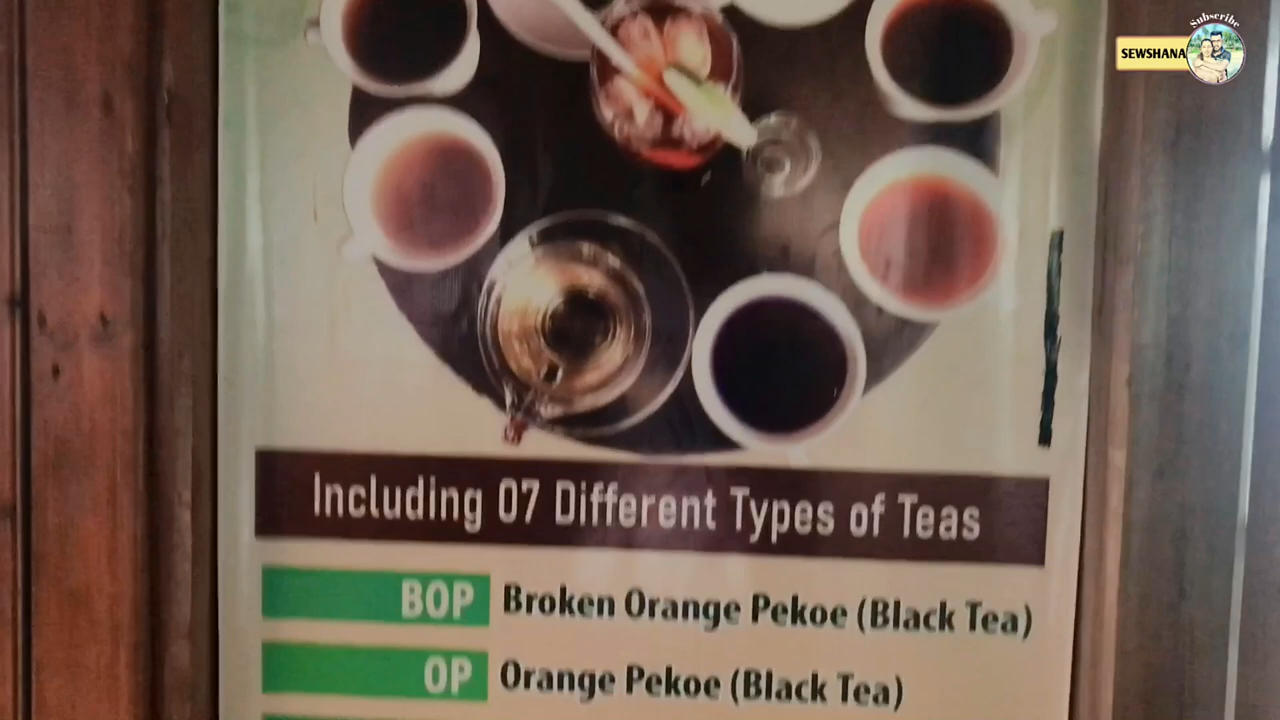 Subscribe
SEWSHANA
Including 07 Different Types of Teas
BOP Broken Orange Pekoe (Black Tea)
OP Orange Pekoe (Black Tea)